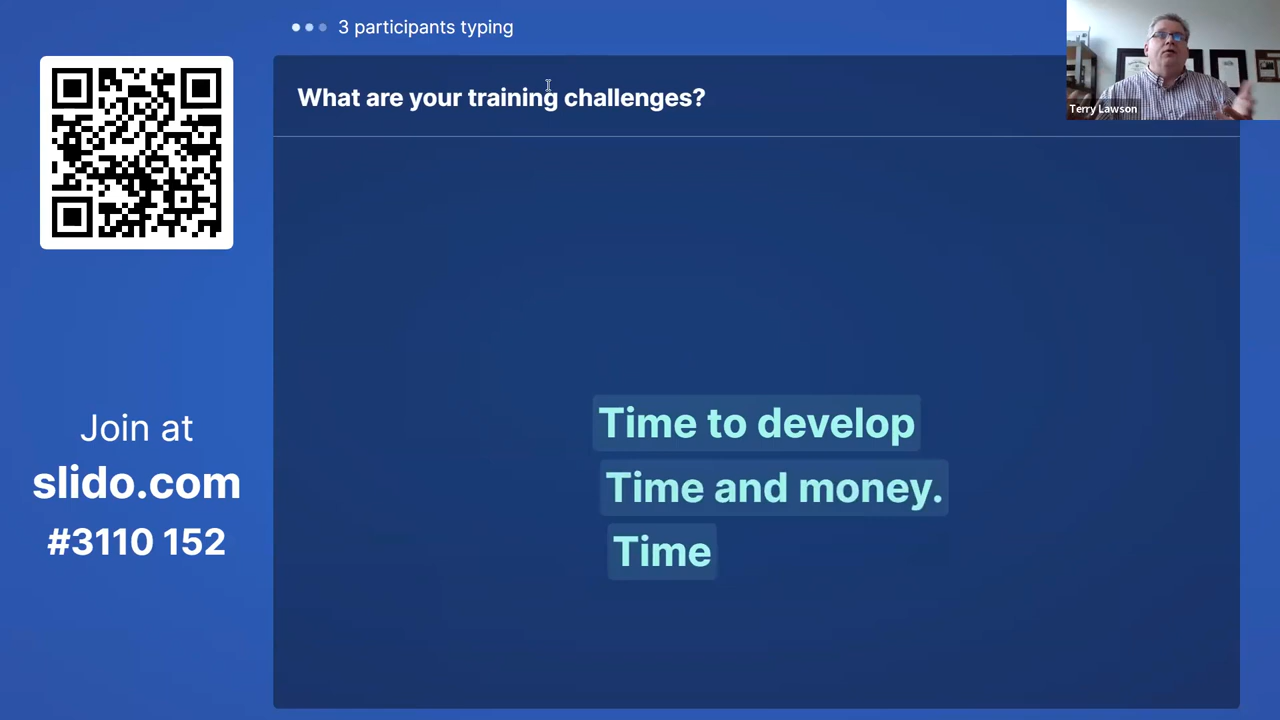 3 participants typing
What are your training challenges?
Terry Lawson
Time to develop
Time and money.
Time
Join at
slido.com
#3110 152